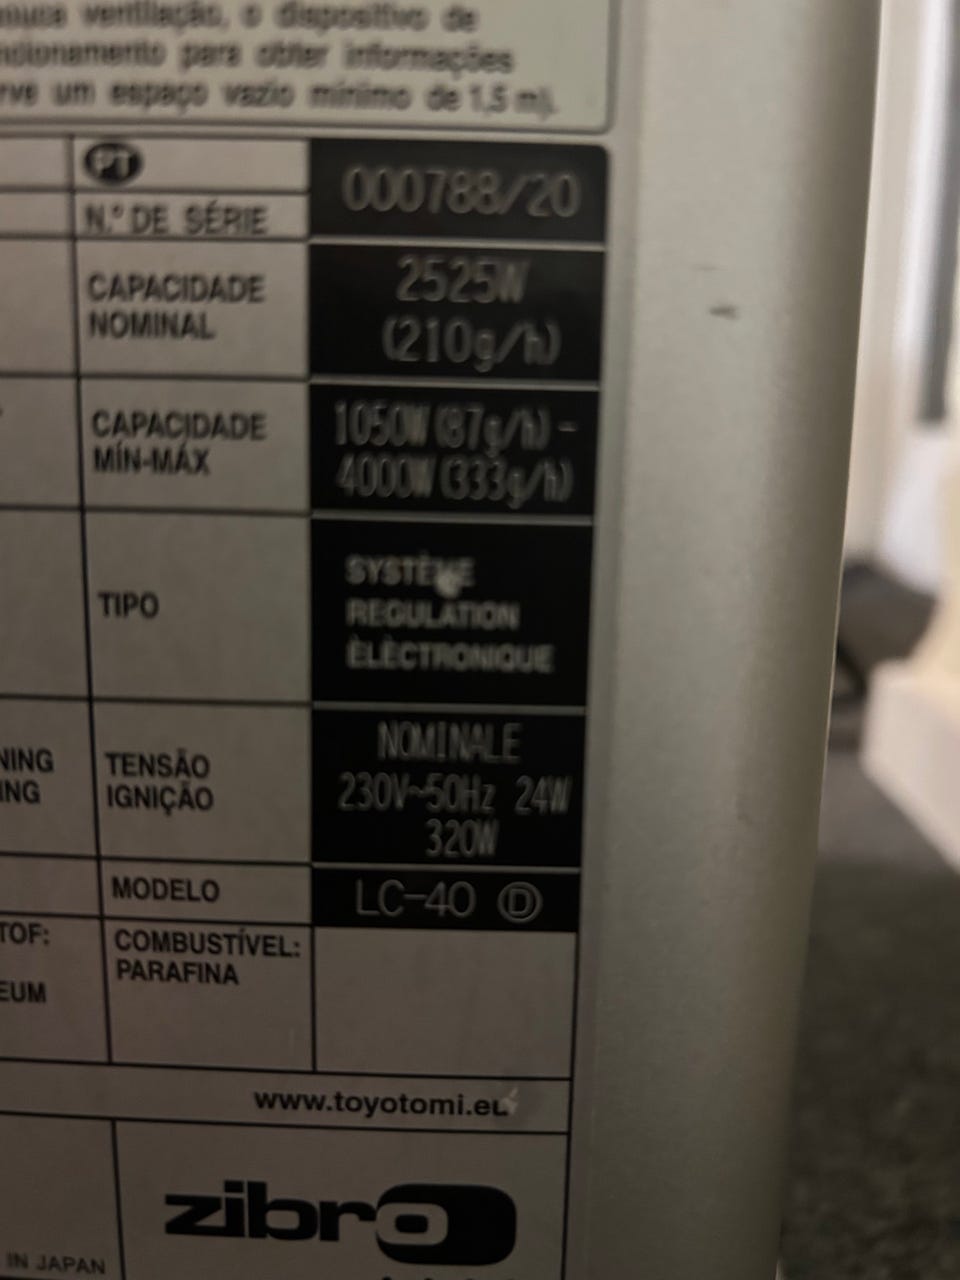 ventilação, o dispositivo de
para obter informações
um espaço vazio mínimo de 1,5 m).
PT
N.° DE SÉRIE
000788/20
CAPACIDADE
NOMINAL
2525W
(210g/h)
CAPACIDADE
MÍN-MÁX
1050W (87g/h) -
4000W (333g/h)
TIPO
SYSTÈME
REGULATION
ÈLÈCTRONIQUE
NING
ING
TENSÃO
IGNIÇÃO
NOMINALE
230V~50Hz 24W
320W
MODELO
LC-40 D
TOF:
EUM
COMBUSTÍVEL:
PARAFINA
www.toyotomi.eu
IN JAPAN
zibro